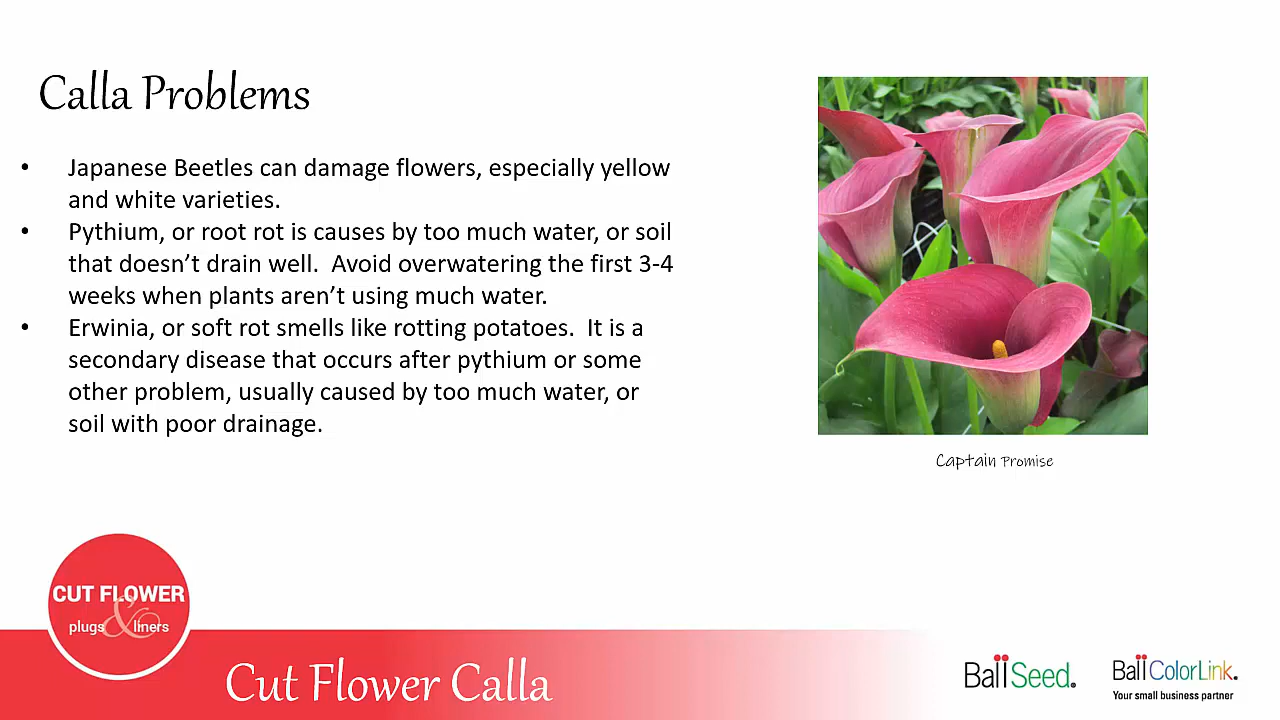 Calla Problems
• Japanese Beetles can damage flowers, especially yellow
and white varieties.
• Pythium, or root rot is causes by too much water, or soil
that doesn’t drain well.  Avoid overwatering the first 3-4
weeks when plants aren’t using much water.
• Erwinia, or soft rot smells like rotting potatoes.  It is a
secondary disease that occurs after pythium or some
other problem, usually caused by too much water, or
soil with poor drainage.
Captain Promise
CUT FLOWER
&
plugs liners
Cut Flower Calla
Ball Seed.
Ball ColorLink.
Your small business partner